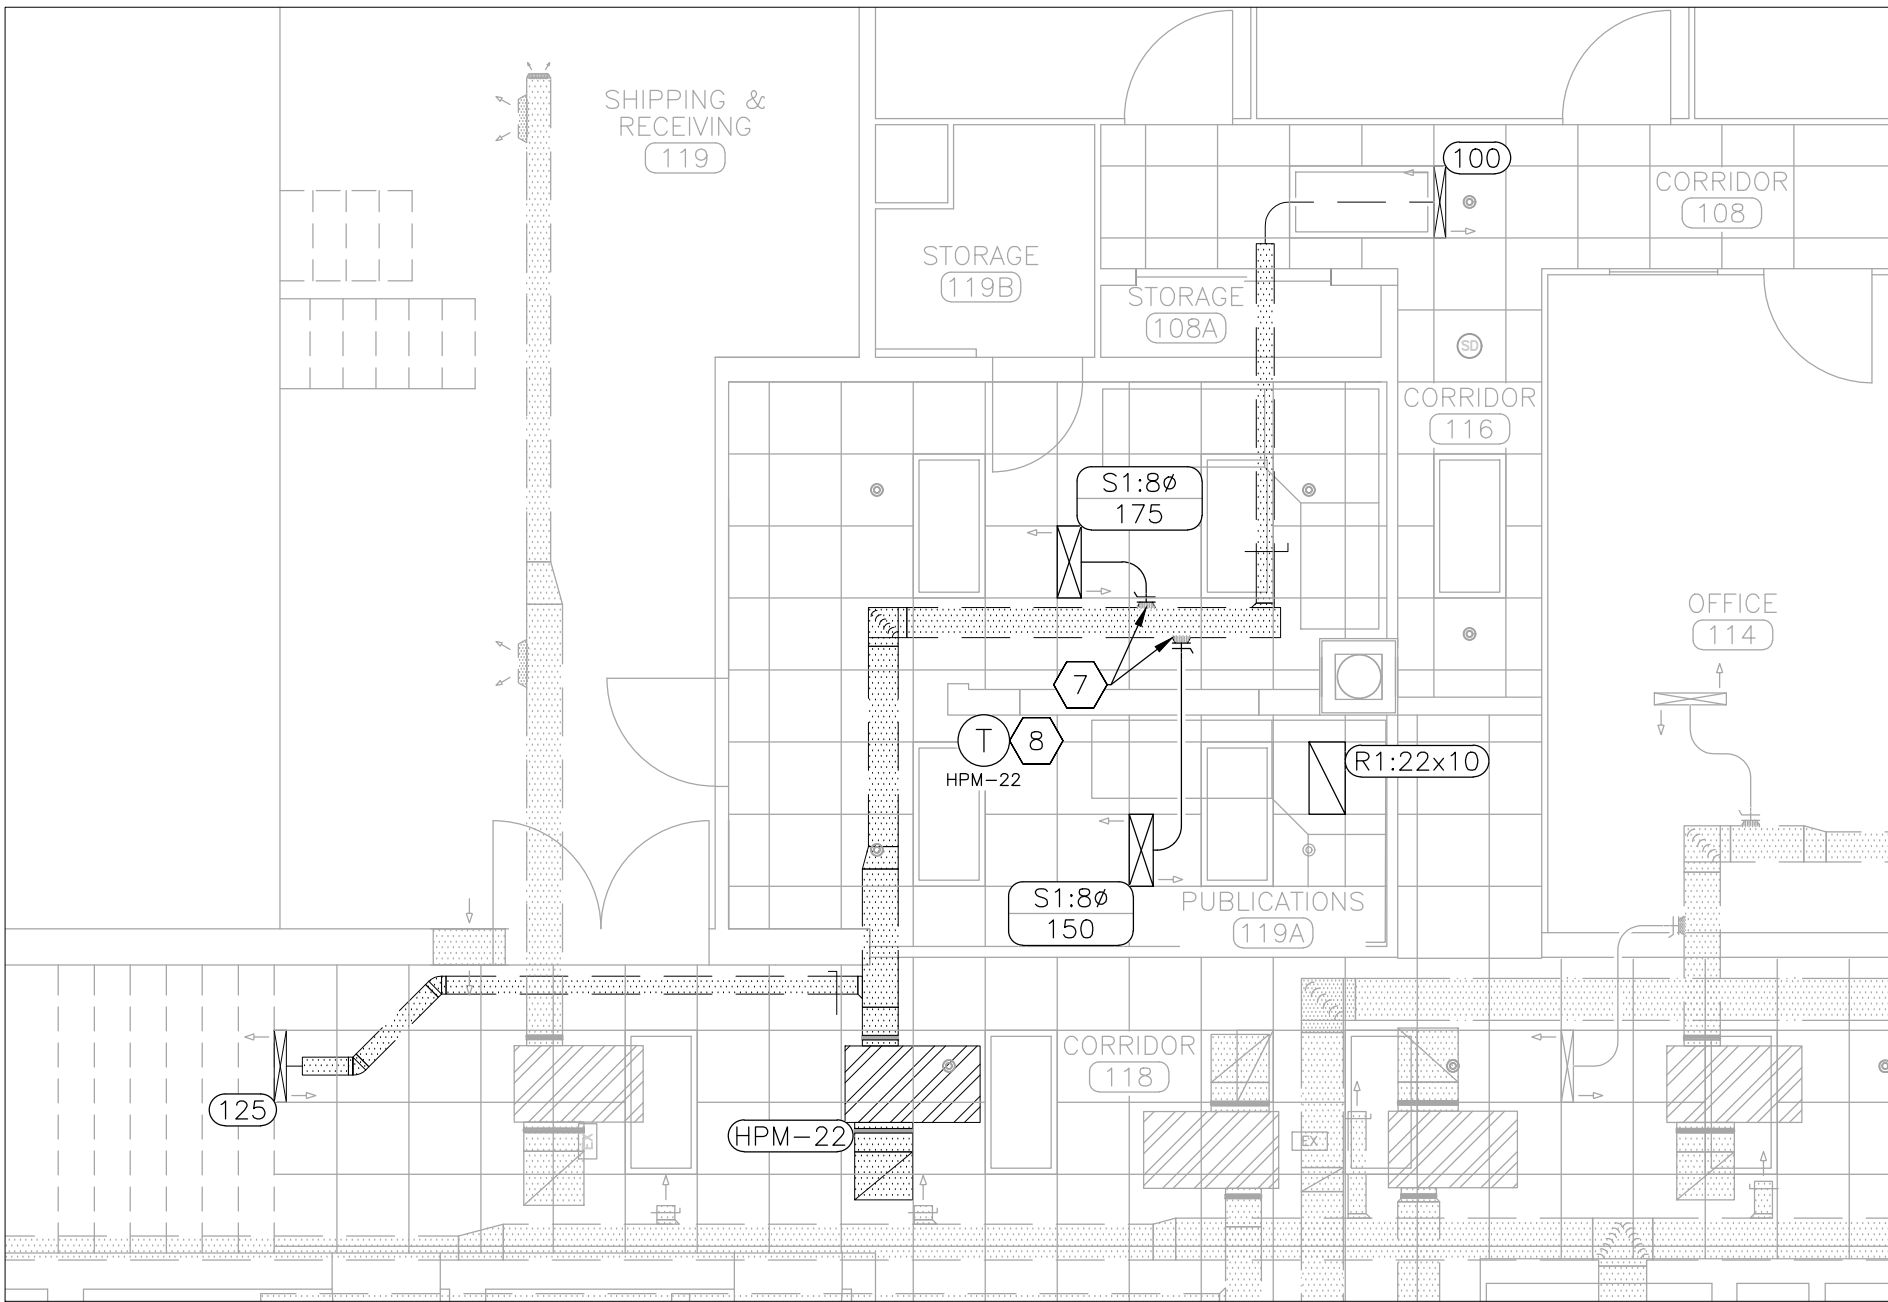 SHIPPING &
RECEIVING
119
100
CORRIDOR
108
STORAGE
119B
STORAGE
108A
SD
CORRIDOR
116
S1:8ø
175
OFFICE
114
7
T
8
HPM-22
R1:22x10
S1:8ø
150
PUBLICATIONS
119A
CORRIDOR
118
125
HPM-22
EX
EX